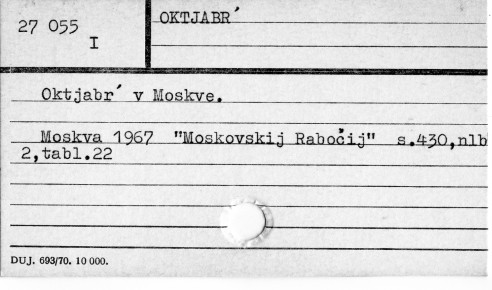 27 055
I
OKTJABR´
Oktjabr´ v Moskve.
Moskva 1967 "Moskovskij Rabočij" s.430,nlb
2,tabl.22
DUJ. 693/70. 10 000.